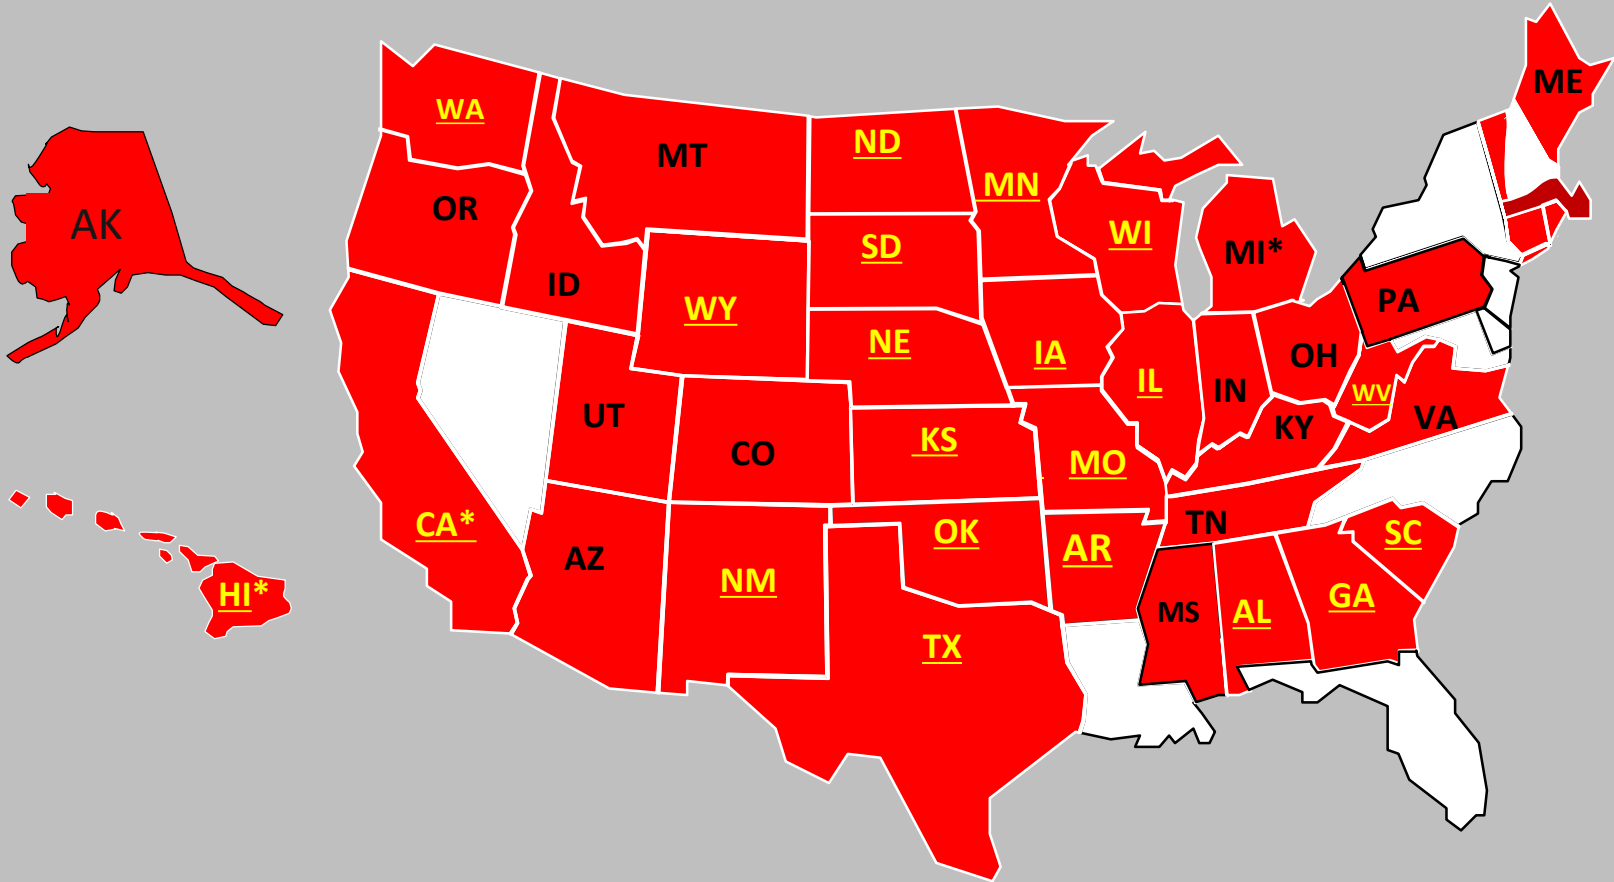 ME
WA
ND
MT
MN
OR
AK
WI
SD
MI*
ID
PA
WY
NE
IA
OH
IL
IN
WV
UT
VA
KY
KS
CO
MO
CA*
TN
OK
SC
AZ
AR
NM
HI*
GA
MS
AL
TX